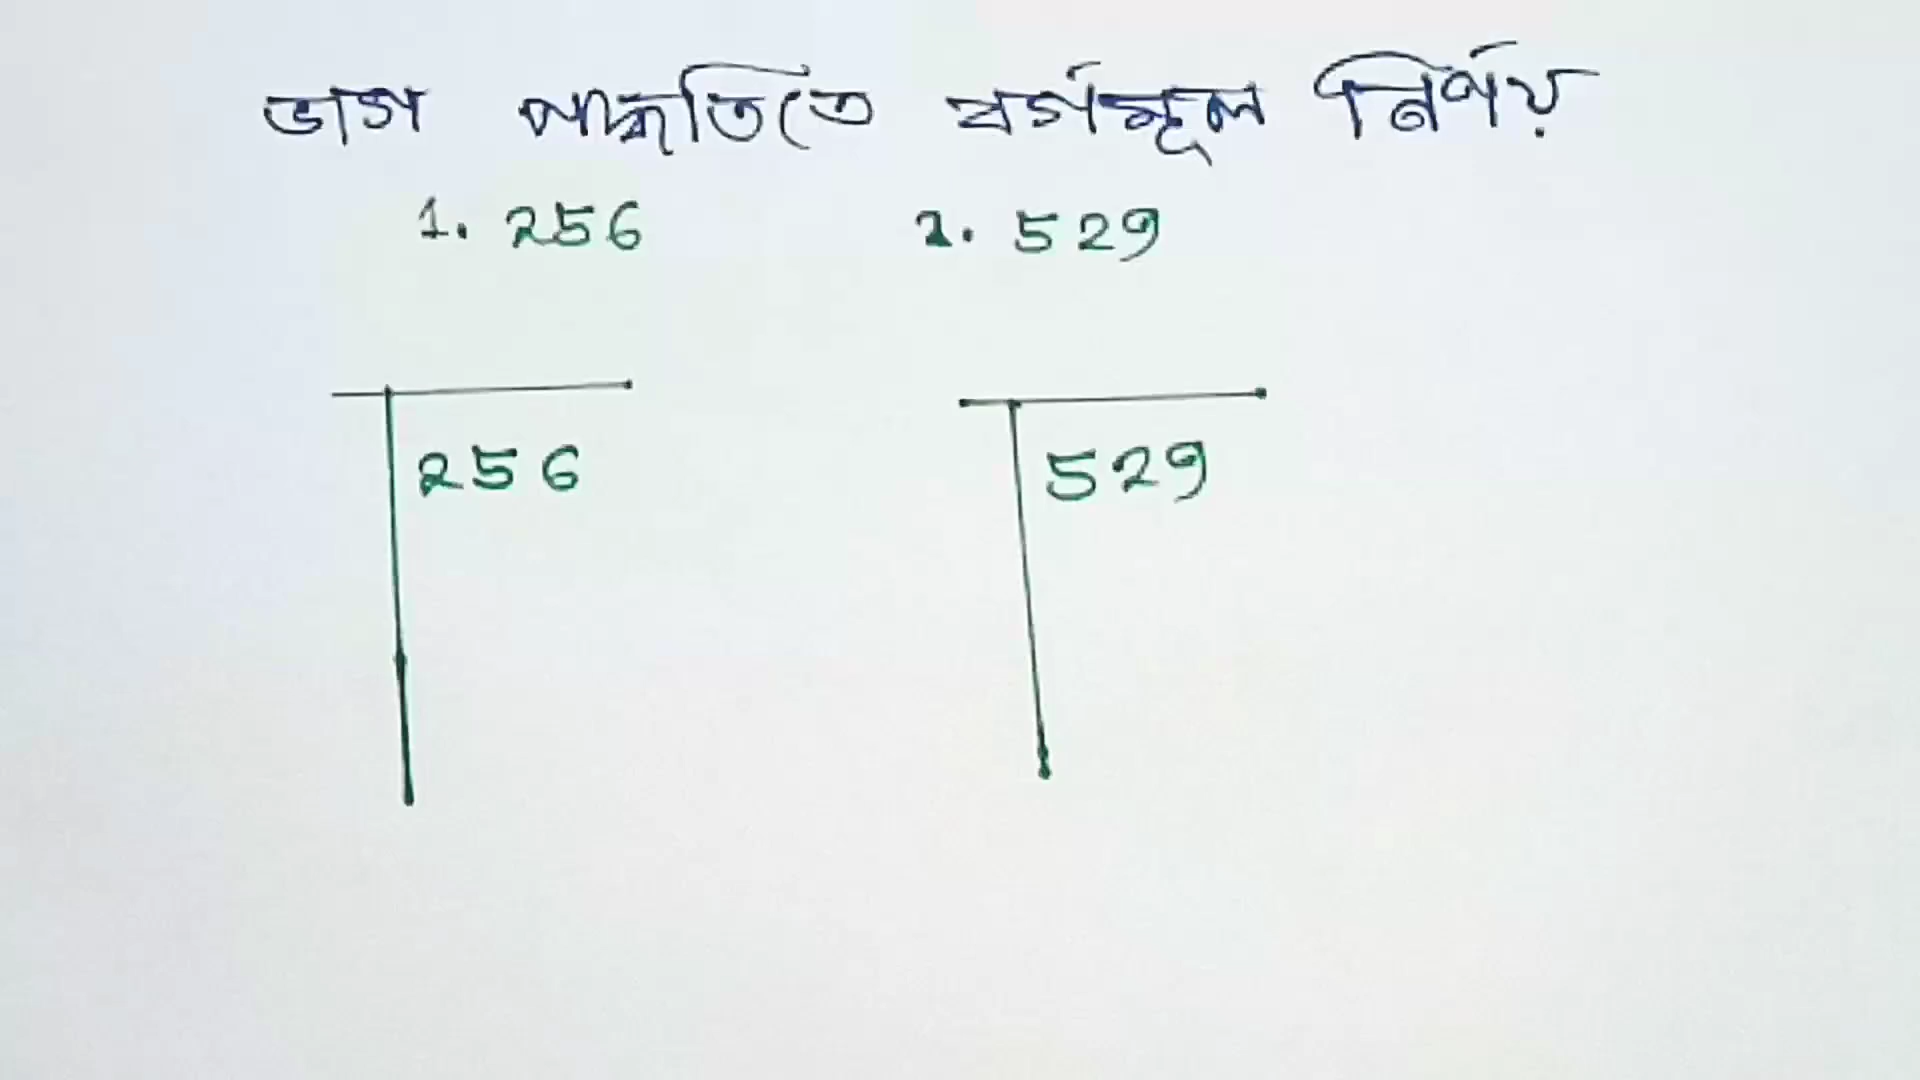 ভাগ পদ্ধতিতে বর্গমূল নির্ণয়
1. 256 2. 529
256 529